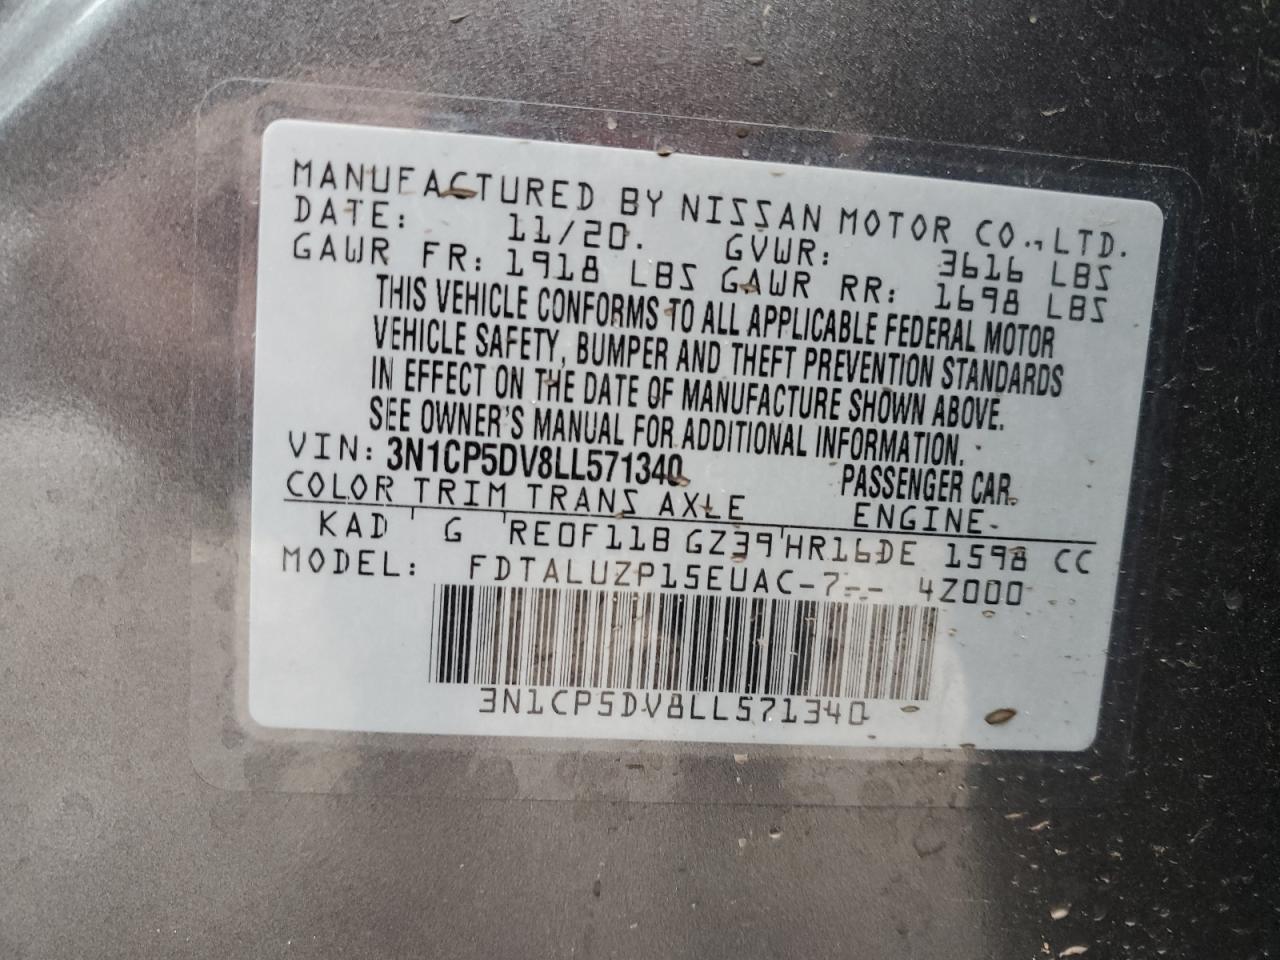 MANUFACTURED BY NISSAN MOTOR CO., LTD.
DATE: 11/20. GVWR: 3616 LBS
GAWR FR: 1918 LBS GAWR RR: 1698 LBS
THIS VEHICLE CONFORMS TO ALL APPLICABLE FEDERAL MOTOR
VEHICLE SAFETY, BUMPER AND THEFT PREVENTION STANDARDS
IN EFFECT ON THE DATE OF MANUFACTURE SHOWN ABOVE.
SEE OWNER'S MANUAL FOR ADDITIONAL INFORMATION.
VIN: 3N1CP5DV8LL571340 PASSENGER CAR
COLOR TRIM TRANS AXLE ENGINE
KAD G RE0F11B GZ39 HR16DE 1598 CC
MODEL: FDTALUZP15EUAC-7-- 4Z000
3N1CP5DV8LL571340